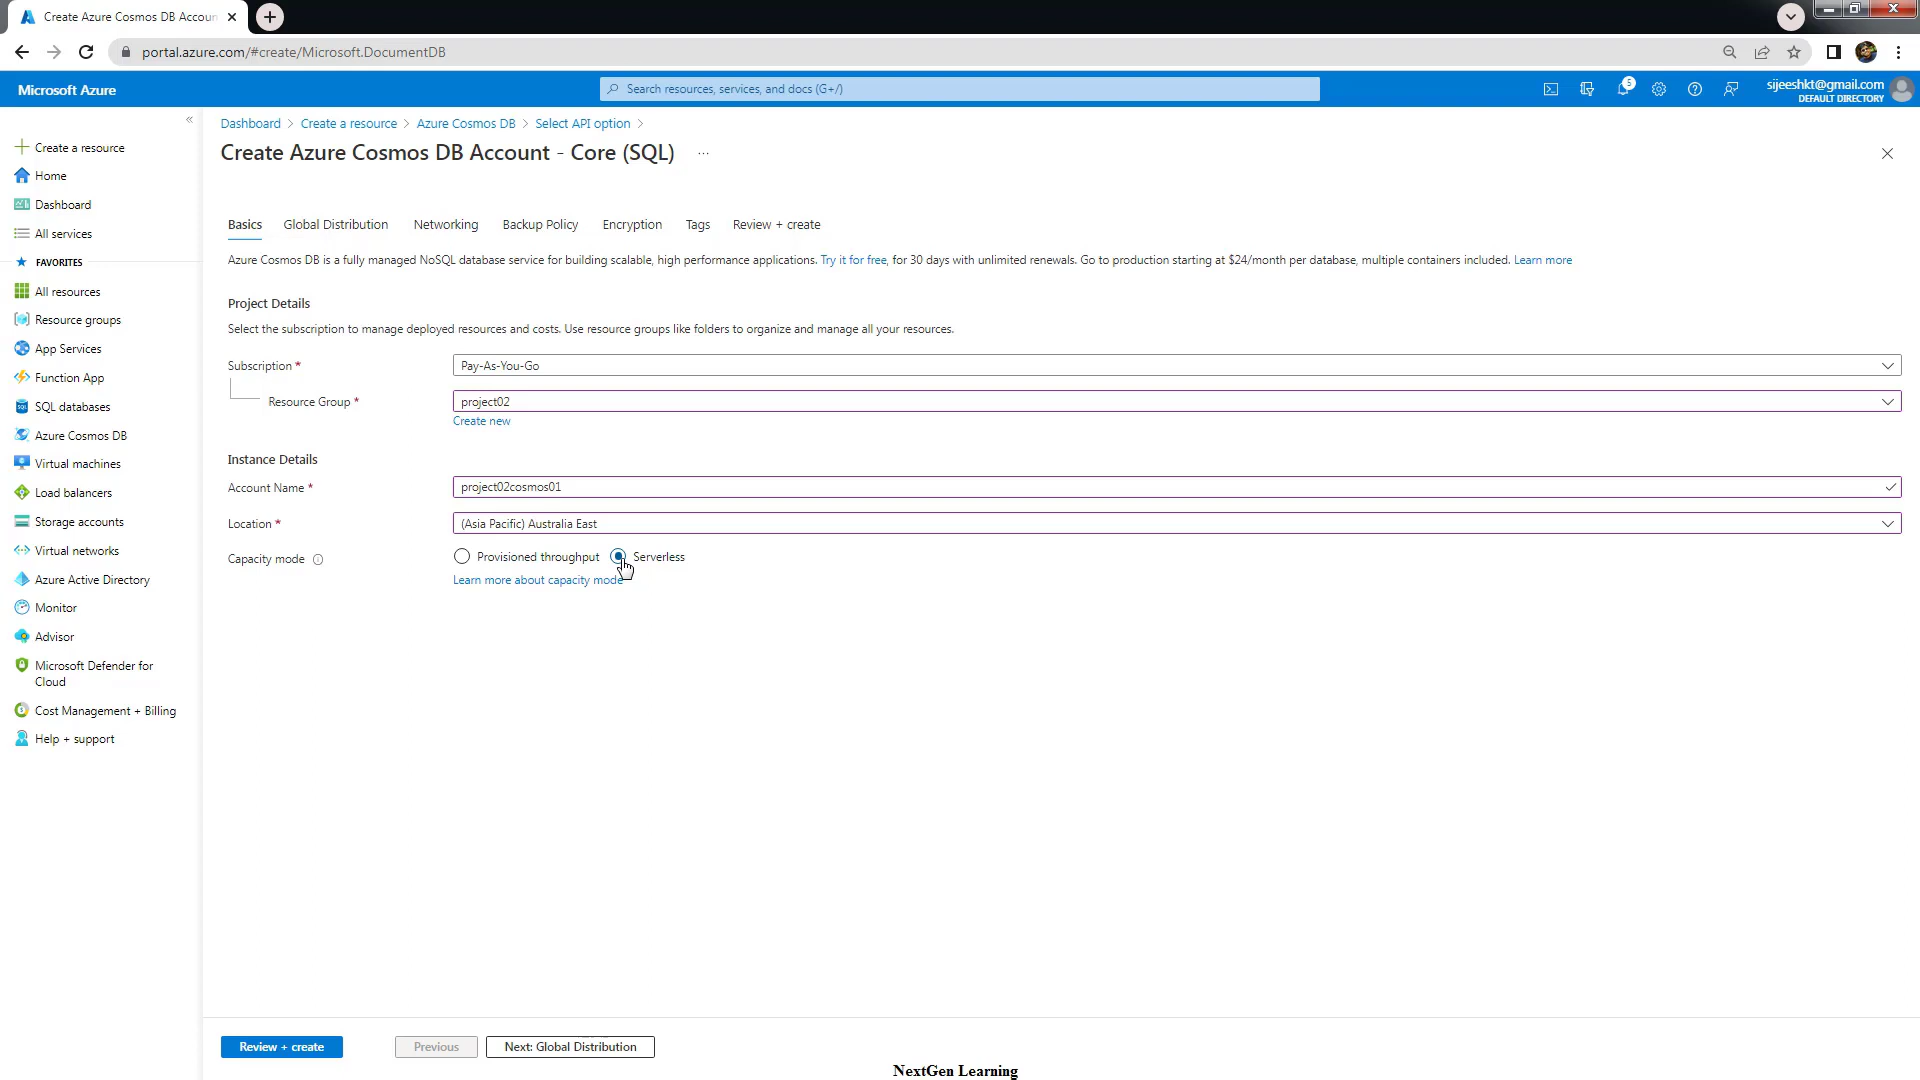 Create Azure Cosmos DB Accoun
portal.azure.com/#create/Microsoft.DocumentDB
Microsoft Azure
Search resources, services, and docs (G+/)
5
sijeeshkt@gmail.com
DEFAULT DIRECTORY
Create a resource
Home
Dashboard
All services
FAVORITES
All resources
Resource groups
App Services
Function App
SQL databases
Azure Cosmos DB
Virtual machines
Load balancers
Storage accounts
Virtual networks
Azure Active Directory
Monitor
Advisor
Microsoft Defender for
Cloud
Cost Management + Billing
Help + support
Dashboard > Create a resource > Azure Cosmos DB > Select API option >
Create Azure Cosmos DB Account - Core (SQL) ...
Basics Global Distribution Networking Backup Policy Encryption Tags Review + create
Azure Cosmos DB is a fully managed NoSQL database service for building scalable, high performance applications. Try it for free, for 30 days with unlimited renewals. Go to production starting at $24/month per database, multiple containers included. Learn more
Project Details
Select the subscription to manage deployed resources and costs. Use resource groups like folders to organize and manage all your resources.
Subscription * Pay-As-You-Go
Resource Group * project02
Create new
Instance Details
Account Name * project02cosmos01
Location * (Asia Pacific) Australia East
Capacity mode Provisioned throughput Serverless
Learn more about capacity mode
Review + create Previous Next: Global Distribution
NextGen Learning